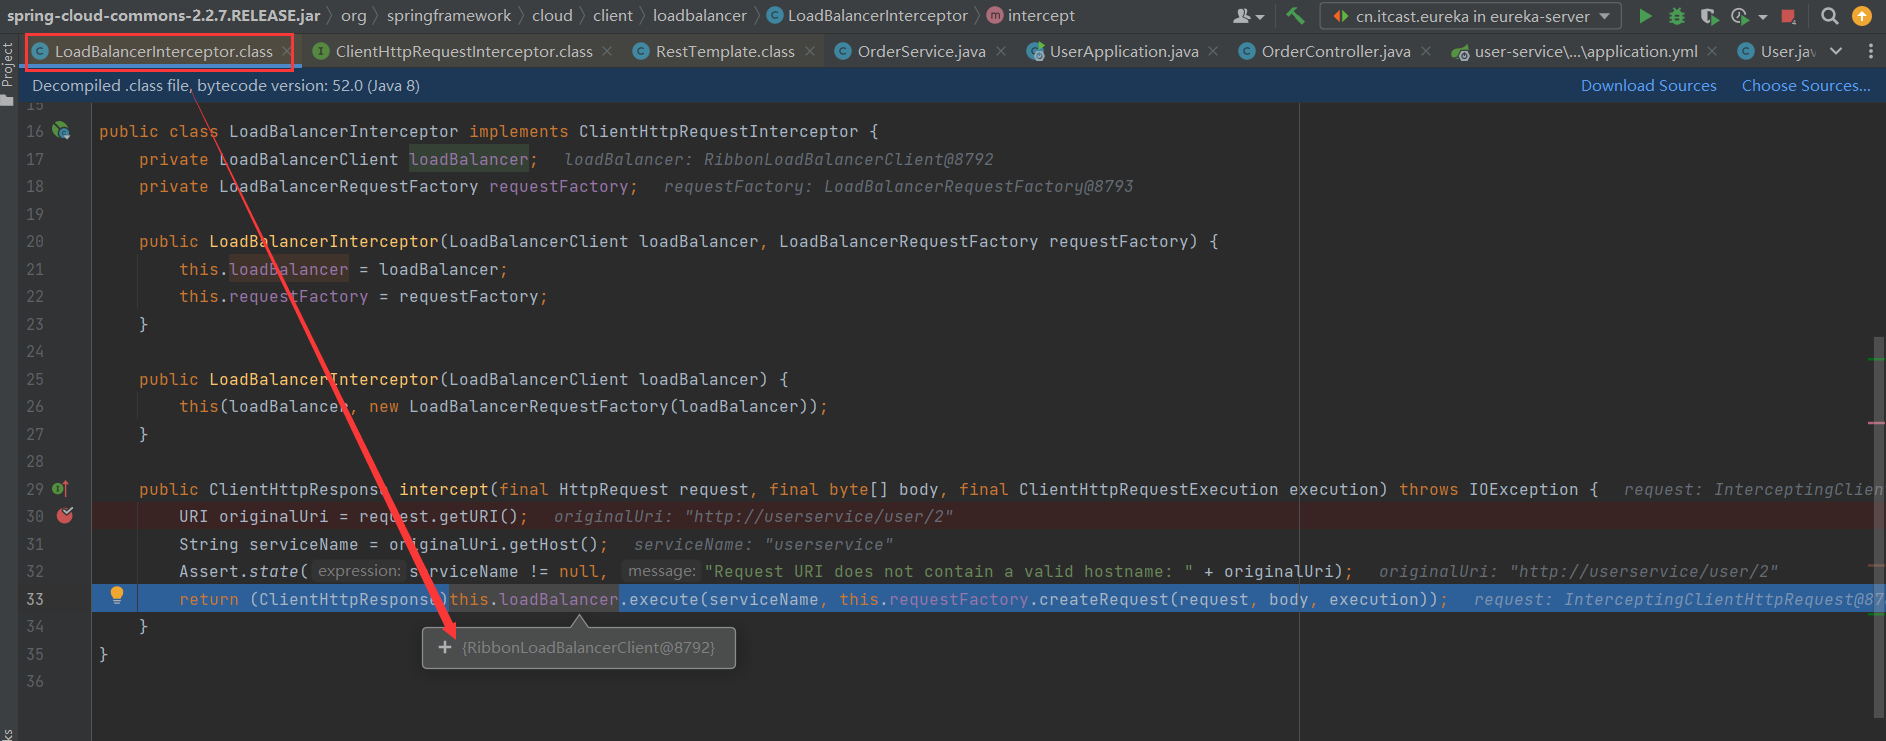 spring-cloud-commons-2.2.7.RELEASE.jar org springframework cloud client loadbalancer LoadBalancerInterceptor intercept cn.itcast.eureka in eureka-server
LoadBalancerInterceptor.class ClientHttpRequestInterceptor.class RestTemplate.class OrderService.java UserApplication.java OrderController.java user-service\...\application.yml User.jav
Project
Decompiled .class file, bytecode version: 52.0 (Java 8) Download Sources Choose Sources...
15
16 public class LoadBalancerInterceptor implements ClientHttpRequestInterceptor {
17 private LoadBalancerClient loadBalancer; loadBalancer: RibbonLoadBalancerClient@8792
18 private LoadBalancerRequestFactory requestFactory; requestFactory: LoadBalancerRequestFactory@8793
19
20 public LoadBalancerInterceptor(LoadBalancerClient loadBalancer, LoadBalancerRequestFactory requestFactory) {
21 this.loadBalancer = loadBalancer;
22 this.requestFactory = requestFactory;
23 }
24
25 public LoadBalancerInterceptor(LoadBalancerClient loadBalancer) {
26 this(loadBalancer, new LoadBalancerRequestFactory(loadBalancer));
27 }
28
29 public ClientHttpResponse intercept(final HttpRequest request, final byte[] body, final ClientHttpRequestExecution execution) throws IOException { request: InterceptingClien
30 URI originalUri = request.getURI(); originalUri: "http://userservice/user/2"
31 String serviceName = originalUri.getHost(); serviceName: "userservice"
32 Assert.state( expression: serviceName != null, message: "Request URI does not contain a valid hostname: " + originalUri); originalUri: "http://userservice/user/2"
33 return (ClientHttpResponse)this.loadBalancer.execute(serviceName, this.requestFactory.createRequest(request, body, execution)); request: InterceptingClientHttpRequest@87
34 }
+ {RibbonLoadBalancerClient@8792}
35 }
36
ks